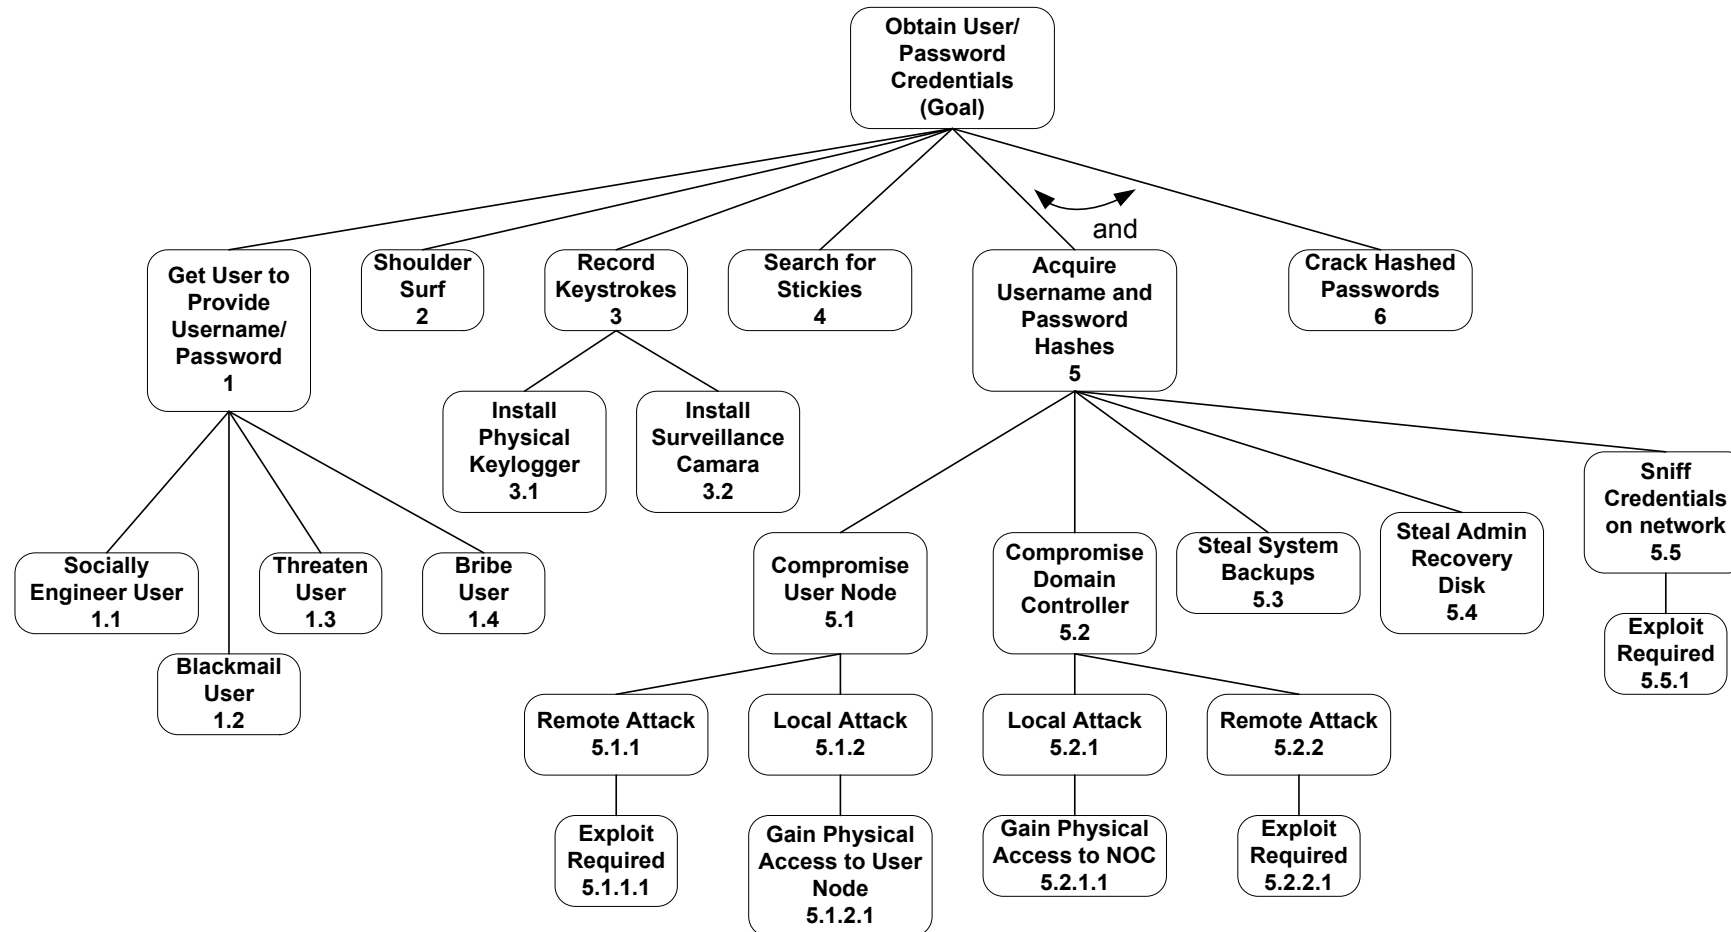 Obtain User/
Password
Credentials
(Goal)
and
Get User to
Provide
Username/
Password
1
Shoulder
Surf
2
Record
Keystrokes
3
Search for
Stickies
4
Acquire
Username and
Password
Hashes
5
Crack Hashed
Passwords
6
Install
Physical
Keylogger
3.1
Install
Surveillance
Camara
3.2
Socially
Engineer User
1.1
Blackmail
User
1.2
Threaten
User
1.3
Bribe
User
1.4
Compromise
User Node
5.1
Compromise
Domain
Controller
5.2
Steal System
Backups
5.3
Steal Admin
Recovery
Disk
5.4
Sniff
Credentials
on network
5.5
Exploit
Required
5.5.1
Remote Attack
5.1.1
Local Attack
5.1.2
Local Attack
5.2.1
Remote Attack
5.2.2
Exploit
Required
5.1.1.1
Gain Physical
Access to User
Node
5.1.2.1
Gain Physical
Access to NOC
5.2.1.1
Exploit
Required
5.2.2.1